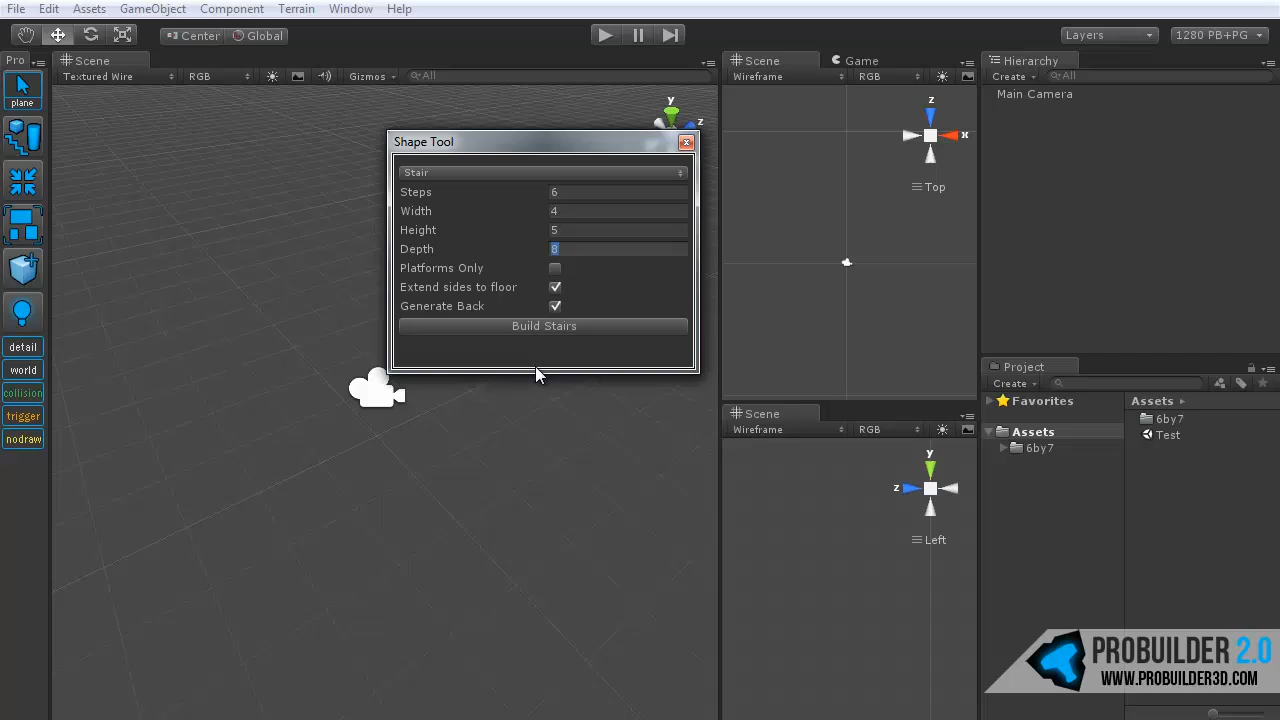 File Edit Assets GameObject Component Terrain Window Help
Center Global Layers 1280 PB+PG
Pro Scene Scene Game Hierarchy
Textured Wire RGB Gizmos All Wireframe RGB Create All
plane
detail
world
collision
trigger
nodraw
y
z
Shape Tool
Stair
Steps 6
Width 4
Height 5
Depth 8
Platforms Only
Extend sides to floor
Generate Back
Build Stairs
z
x
Top
Main Camera
Scene
Wireframe RGB
y
z
Left
Project
Create
Favorites
Assets
6by7
Assets
6by7
Test
PROBUILDER 2.0
WWW.PROBUILDER3D.COM